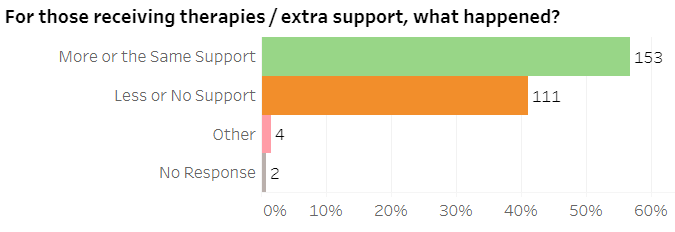 For those receiving therapies / extra support, what happened?
More or the Same Support 153
Less or No Support 111
Other 4
No Response 2
0% 10% 20% 30% 40% 50% 60%